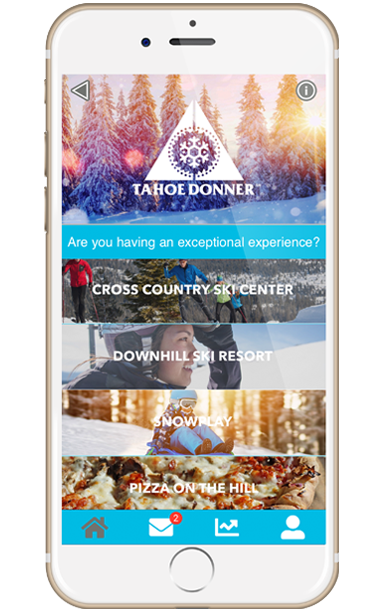 TAHOE DONNER
Are you having an exceptional experience?
CROSS COUNTRY SKI CENTER
DOWNHILL SKI RESORT
SNOWPLAY
PIZZA ON THE HILL
2